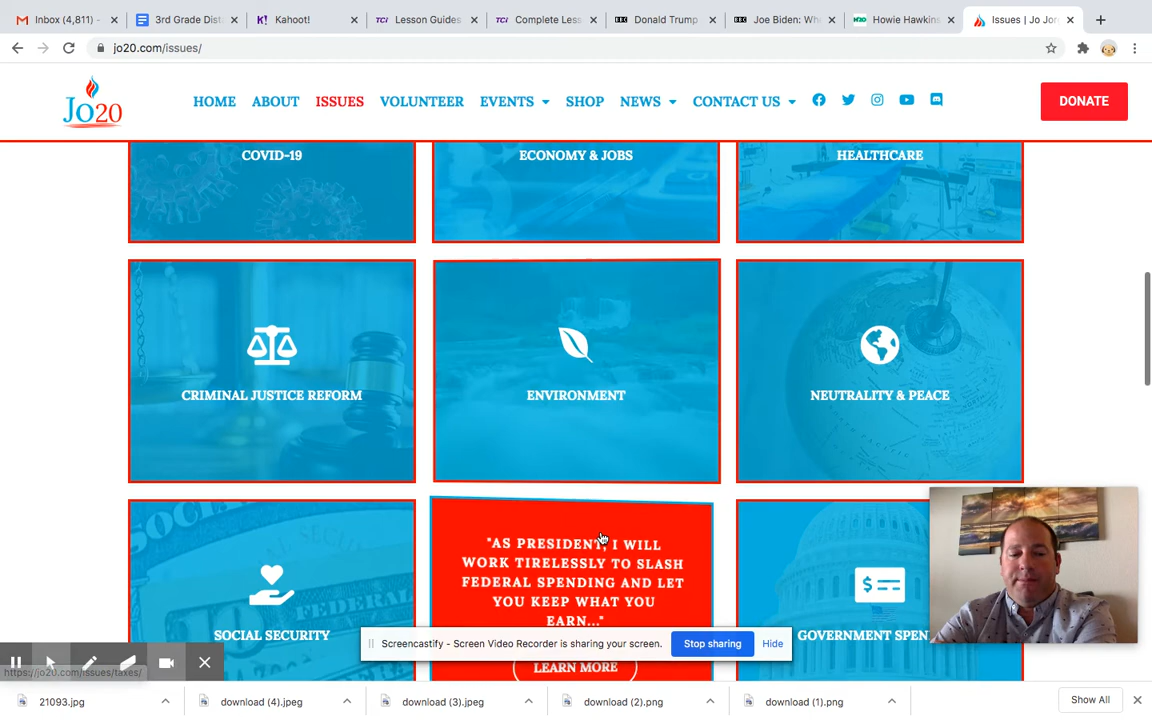 Inbox (4,811) -
3rd Grade Dist
Kahoot!
TCI Lesson Guides
TCI Complete Less
Donald Trump
Joe Biden: Whe
Howie Hawkins
Issues | Jo Jor
jo20.com/issues/
JO20
HOME ABOUT ISSUES VOLUNTEER EVENTS SHOP NEWS CONTACT US
DONATE
COVID-19
ECONOMY & JOBS
HEALTHCARE
CRIMINAL JUSTICE REFORM
ENVIRONMENT
NEUTRALITY & PEACE
SOCIAL SECURITY
"AS PRESIDENT, I WILL
WORK TIRELESSLY TO SLASH
FEDERAL SPENDING AND LET
YOU KEEP WHAT YOU
EARN..."
LEARN MORE
GOVERNMENT SPEN
Screencastify - Screen Video Recorder is sharing your screen.
Stop sharing
Hide
https://jo20.com/issues/taxes/
21093.jpg
download (4).jpeg
download (3).jpeg
download (2).png
download (1).png
Show All